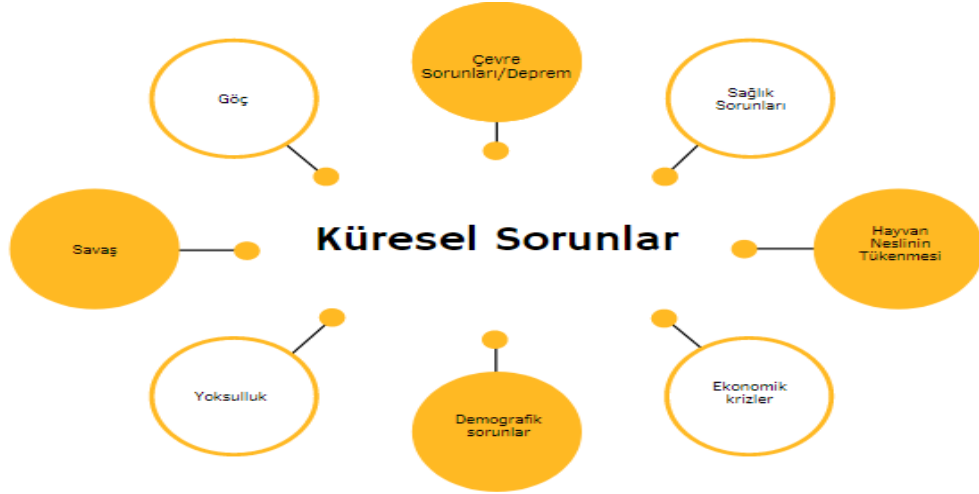 Çevre
Sorunları/Deprem
Göç
Sağlık
Sorunları
Küresel Sorunlar
Savaş
Hayvan
Neslinin
Tükenmesi
Yoksulluk
Ekonomik
krizler
Demografik
sorunlar